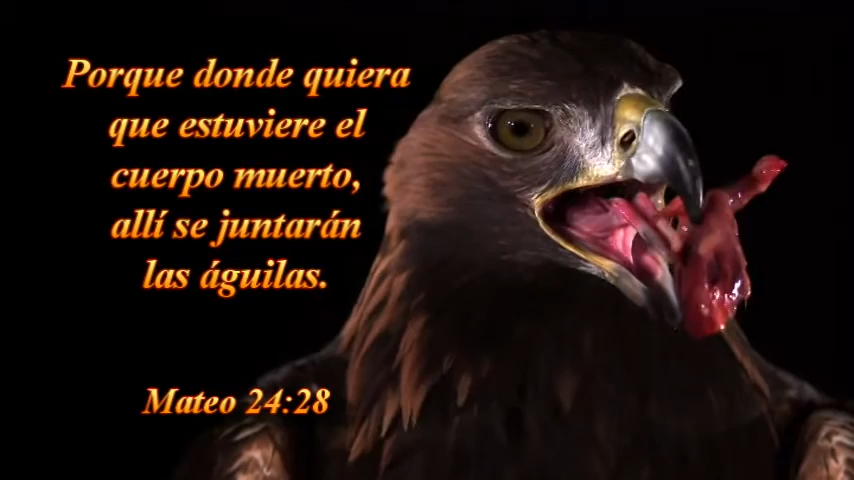 Porque donde quiera
que estuviere el
cuerpo muerto,
allí se juntarán
las águilas.
Mateo 24:28